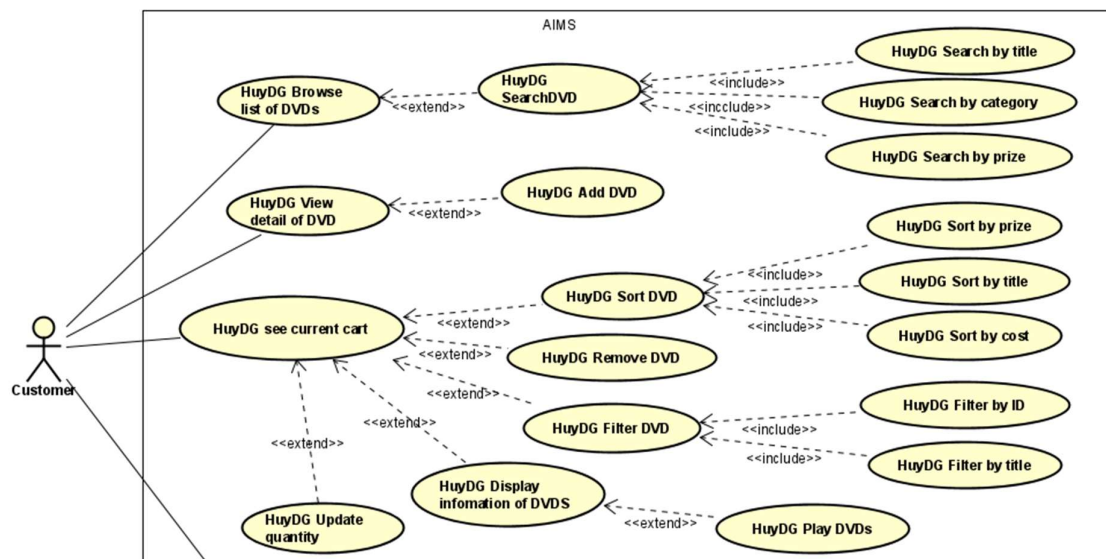 AIMS
HuyDG Search by title
HuyDG Browse
list of DVDs
<<extend>>
HuyDG
SearchDVD
<<include>>
<<incclude>>
<<include>>
HuyDG Search by category
HuyDG Search by prize
HuyDG View
detail of DVD
<<extend>>
HuyDG Add DVD
HuyDG Sort by prize
HuyDG see current cart
<<extend>>
HuyDG Sort DVD
<<include>>
<<include>>
<<include>>
HuyDG Sort by title
HuyDG Sort by cost
<<extend>>
HuyDG Remove DVD
Customer
<<extend>>
HuyDG Filter DVD
<<include>>
<<include>>
HuyDG Filter by ID
HuyDG Filter by title
<<extend>>
<<extend>>
HuyDG Display
infomation of DVDS
<<extend>>
HuyDG Play DVDs
HuyDG Update
quantity